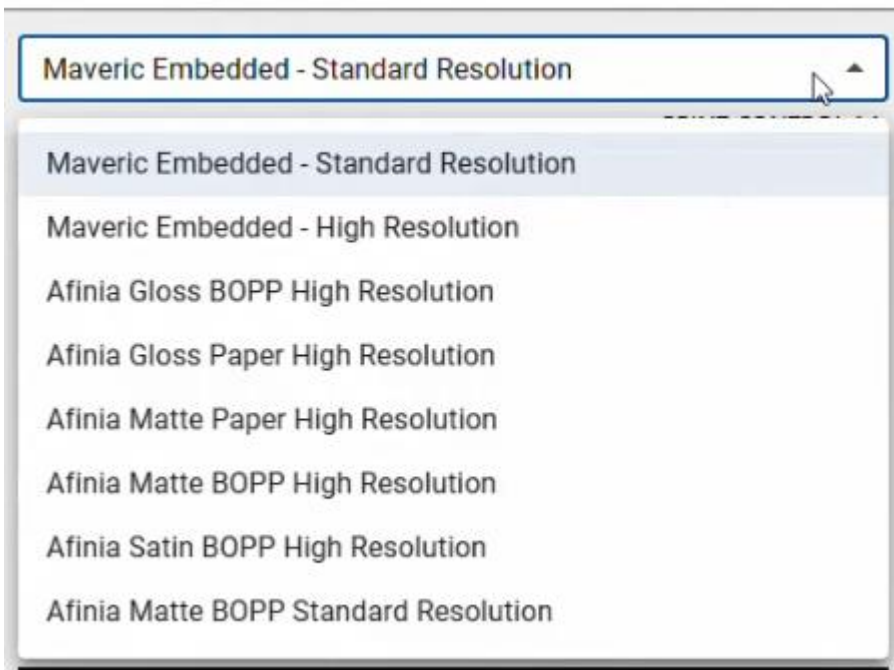 Maveric Embedded - Standard Resolution
Maveric Embedded - Standard Resolution
Maveric Embedded - High Resolution
Afinia Gloss BOPP High Resolution
Afinia Gloss Paper High Resolution
Afinia Matte Paper High Resolution
Afinia Matte BOPP High Resolution
Afinia Satin BOPP High Resolution
Afinia Matte BOPP Standard Resolution